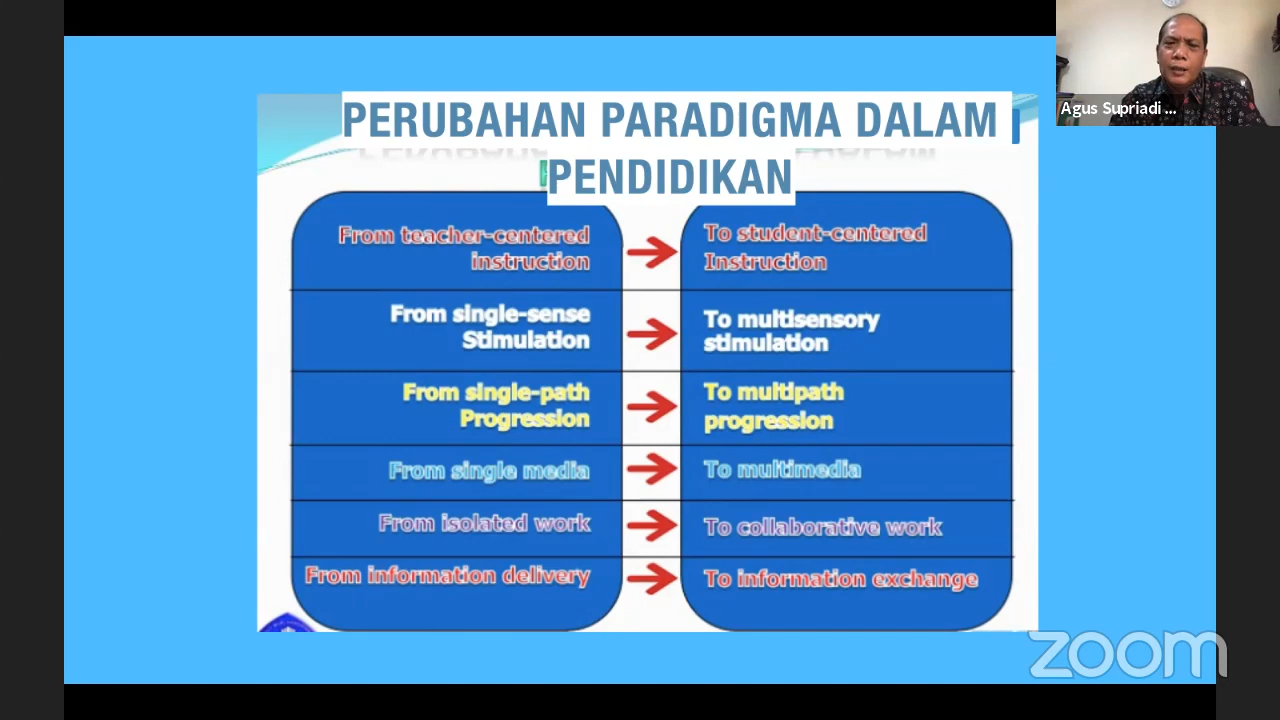 PERUBAHAN PARADIGMA DALAM
PENDIDIKAN
Agus Supriadi ...
From teacher-centered
instruction
To student-centered
Instruction
From single-sense
Stimulation
To multisensory
stimulation
From single-path
Progression
To multipath
progression
From single media
To multimedia
From isolated work
To collaborative work
From information delivery
To information exchange
zoom